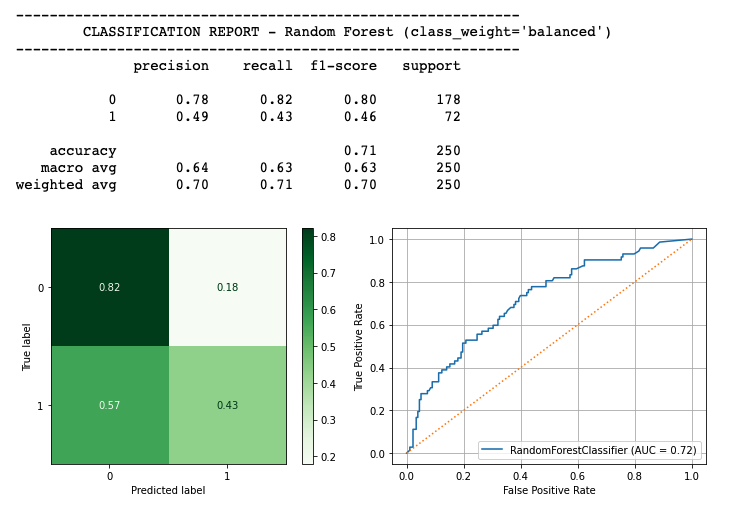 ------------------------------------------------------------
CLASSIFICATION REPORT - Random Forest (class_weight='balanced')
------------------------------------------------------------
precision recall f1-score support
0 0.78 0.82 0.80 178
1 0.49 0.43 0.46 72
accuracy 0.71 250
macro avg 0.64 0.63 0.63 250
weighted avg 0.70 0.71 0.70 250
0.82 0.18
0.57 0.43
0
1
True label
0 1
Predicted label
0.8
0.7
0.6
0.5
0.4
0.3
0.2
1.0
0.8
0.6
0.4
0.2
0.0
True Positive Rate
RandomForestClassifier (AUC = 0.72)
0.0 0.2 0.4 0.6 0.8 1.0
False Positive Rate